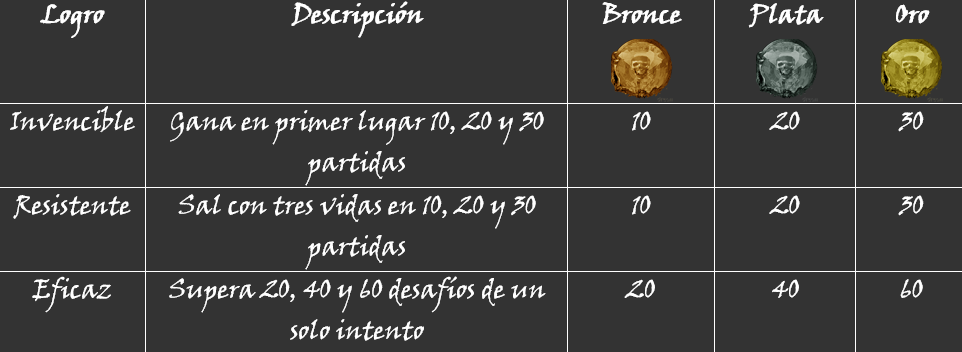 Logro Descripción Bronce Plata Oro
Invencible Gana en primer lugar 10, 20 y 30 10 20 30
partidas
Resistente Sal con tres vidas en 10, 20 y 30 10 20 30
partidas
Eficaz Supera 20, 40 y 60 desafíos de un 20 40 60
solo intento